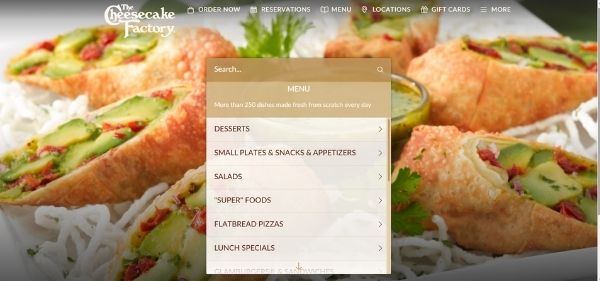 The
Cheesecake
Factory
ORDER NOW RESERVATIONS MENU LOCATIONS GIFT CARDS MORE
Search...
MENU
More than 250 dishes made fresh from scratch every day
DESSERTS
SMALL PLATES & SNACKS & APPETIZERS
SALADS
"SUPER" FOODS
FLATBREAD PIZZAS
LUNCH SPECIALS
GLAMBURGERS & SANDWICHES